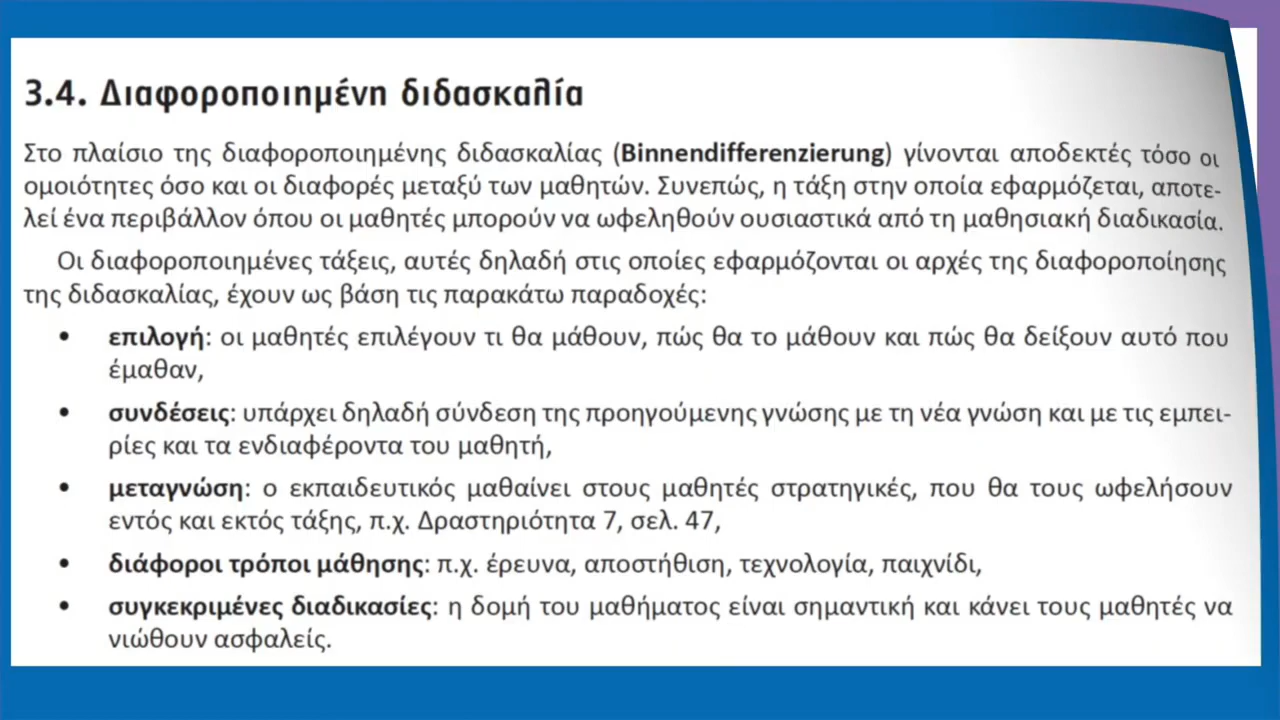 3.4. Διαφοροποιημένη διδασκαλία
Στο πλαίσιο της διαφοροποιημένης διδασκαλίας (Binnendifferenzierung) γίνονται αποδεκτές τόσο οι
ομοιότητες όσο και οι διαφορές μεταξύ των μαθητών. Συνεπώς, η τάξη στην οποία εφαρμόζεται, αποτε-
λεί ένα περιβάλλον όπου οι μαθητές μπορούν να ωφεληθούν ουσιαστικά από τη μαθησιακή διαδικασία.
Οι διαφοροποιημένες τάξεις, αυτές δηλαδή στις οποίες εφαρμόζονται οι αρχές της διαφοροποίησης
της διδασκαλίας, έχουν ως βάση τις παρακάτω παραδοχές:
• επιλογή: οι μαθητές επιλέγουν τι θα μάθουν, πώς θα το μάθουν και πώς θα δείξουν αυτό που
έμαθαν,
• συνδέσεις: υπάρχει δηλαδή σύνδεση της προηγούμενης γνώσης με τη νέα γνώση και με τις εμπει-
ρίες και τα ενδιαφέροντα του μαθητή,
• μεταγνώση: ο εκπαιδευτικός μαθαίνει στους μαθητές στρατηγικές, που θα τους ωφελήσουν
εντός και εκτός τάξης, π.χ. Δραστηριότητα 7, σελ. 47,
• διάφοροι τρόποι μάθησης: π.χ. έρευνα, αποστήθιση, τεχνολογία, παιχνίδι,
• συγκεκριμένες διαδικασίες: η δομή του μαθήματος είναι σημαντική και κάνει τους μαθητές να
νιώθουν ασφαλείς.